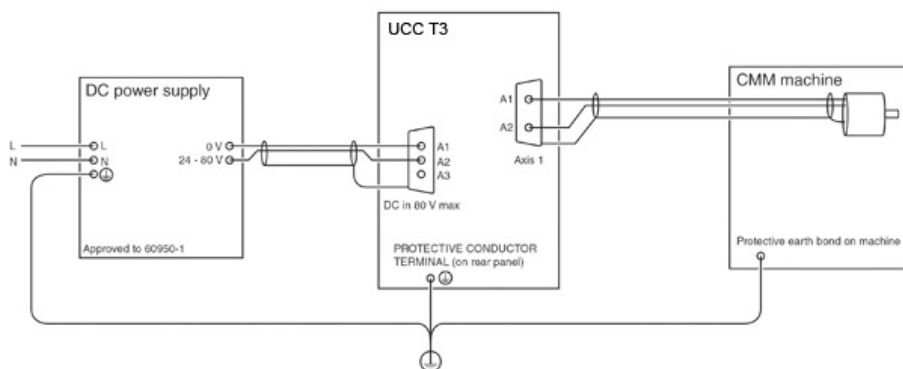 UCC T3
DC power supply
CMM machine
L
L
N
N
0 V
24 - 80 V
A1
A2
A3
A1
A2
Axis 1
DC in 80 V max
Approved to 60950-1
PROTECTIVE CONDUCTOR
TERMINAL (on rear panel)
Protective earth bond on machine